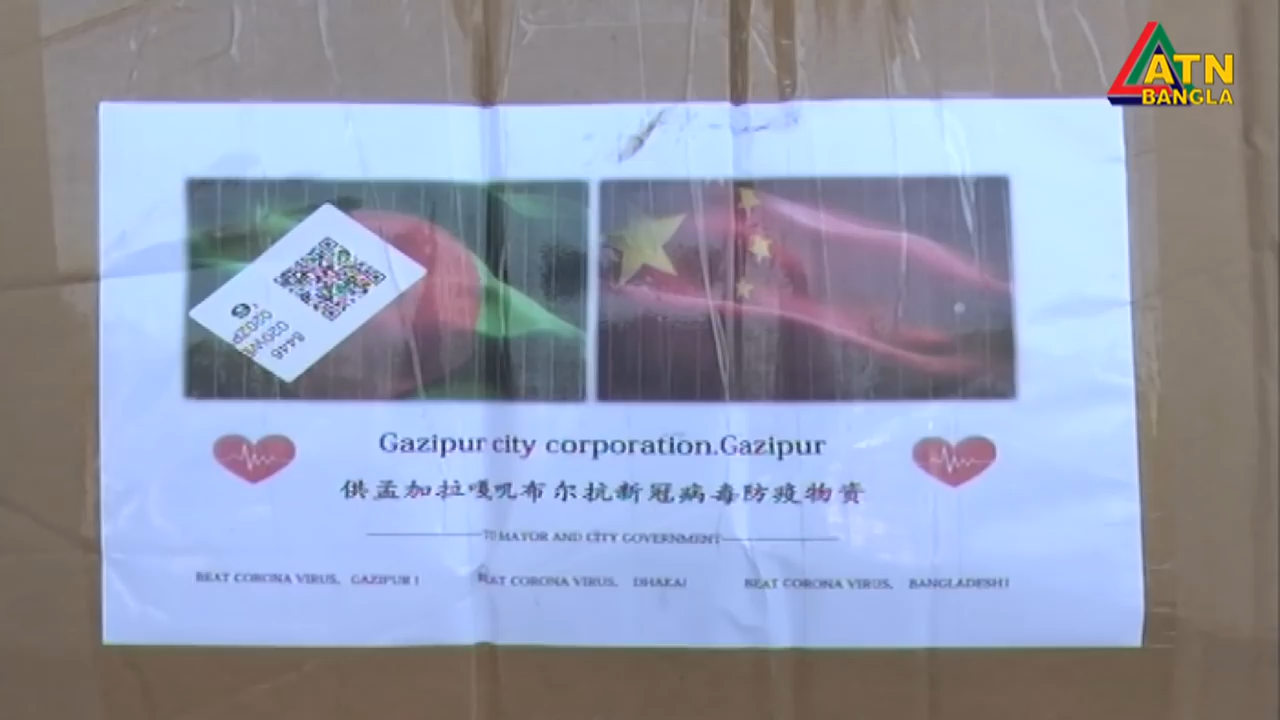 ATN
BANGLA
8446
Gazipur city corporation.Gazipur
供孟加拉嘎叽布尔抗新冠病毒防疫物资
TO MAYOR AND CITY GOVERNMENT
BEAT CORONA VIRUS, GAZIPUR !
BEAT CORONA VIRUS, DHAKA!
BEAT CORONA VIRUS, BANGLADESH!